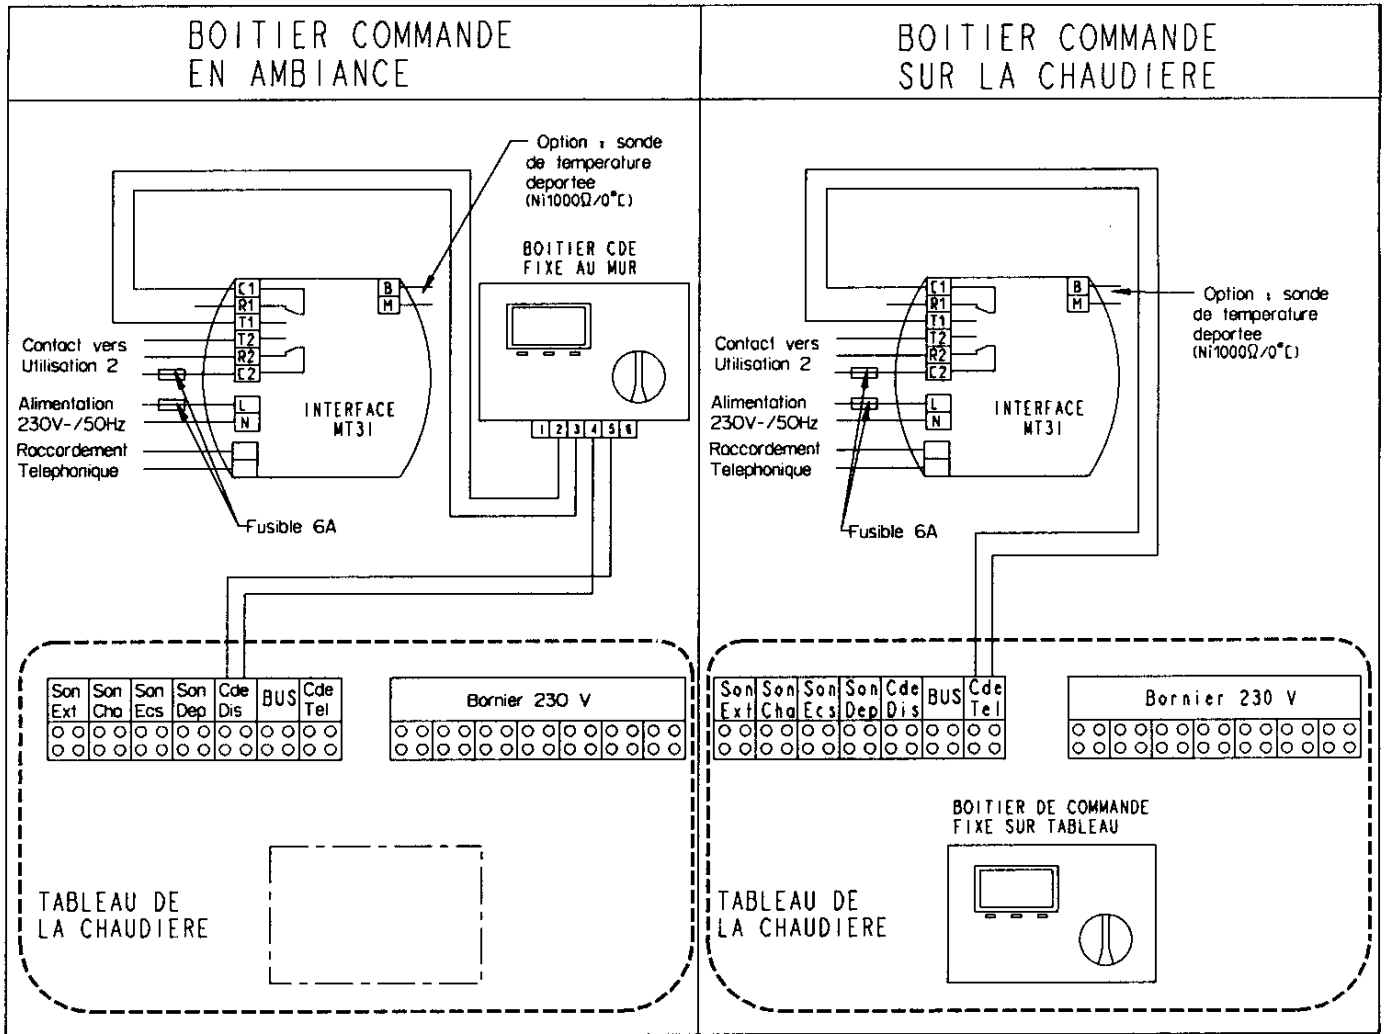 BOITIER COMMANDE
EN AMBIANCE
Option : sonde
de temperature
deportee
(Ni1000Ω/0°C)
BOITIER CDE
FIXE AU MUR
C1
R1
T1
T2
R2
C2
L
N
B
M
Contact vers
Utilisation 2
Alimentation
230V-/50Hz
Raccordement
Telephonique
INTERFACE
MT31
1 2 3 4 5 6
Fusible 6A
Son Ext
Son Cha
Son Ecs
Son Dep
Cde Dis
BUS
Cde Tel
Bornier 230 V
TABLEAU DE
LA CHAUDIERE
BOITIER COMMANDE
SUR LA CHAUDIERE
C1
R1
T1
T2
R2
C2
L
N
B
M
Option : sonde
de temperature
deportee
(Ni1000Ω/0°C)
Contact vers
Utilisation 2
Alimentation
230V-/50Hz
Raccordement
Telephonique
INTERFACE
MT31
Fusible 6A
Son Ext
Son Cha
Son Ecs
Son Dep
Cde Dis
BUS
Cde Tel
Bornier 230 V
BOITIER DE COMMANDE
FIXE SUR TABLEAU
TABLEAU DE
LA CHAUDIERE